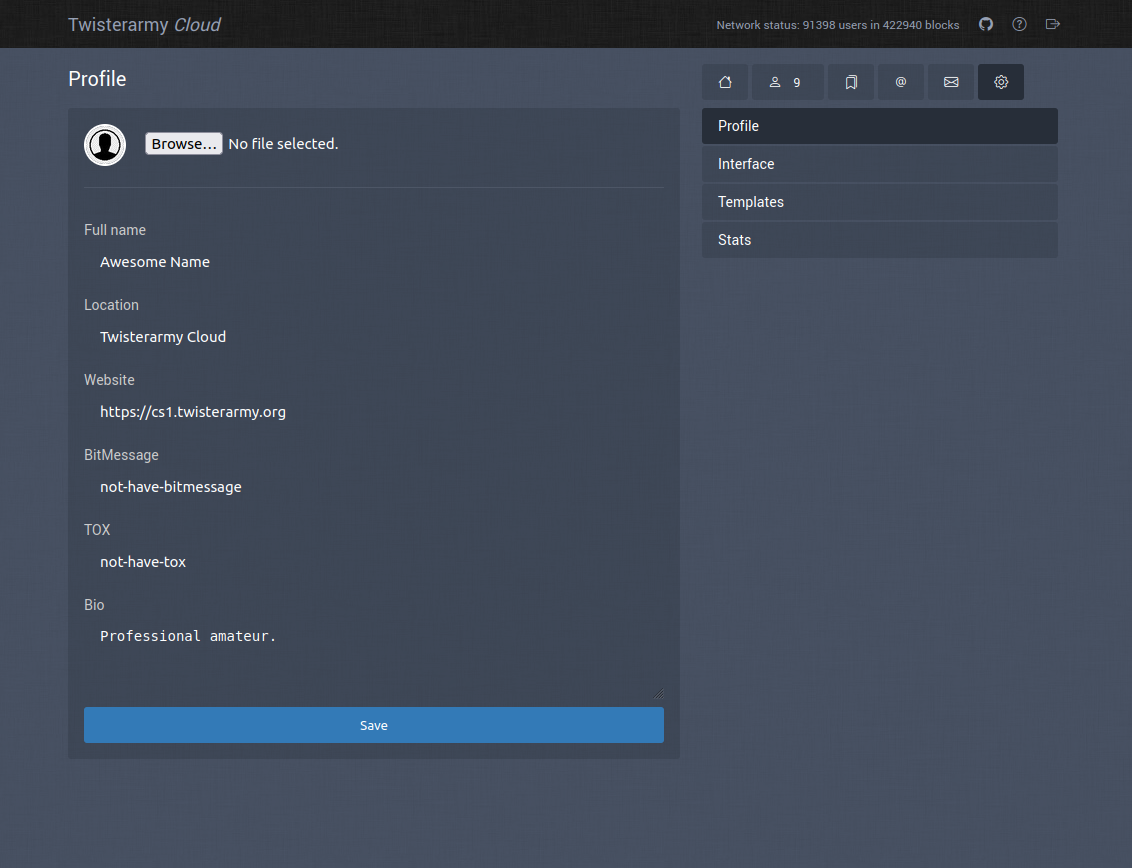 Twisterarmy Cloud
Network status: 91398 users in 422940 blocks
Profile
9
@
Browse... No file selected.
Full name
Awesome Name
Location
Twisterarmy Cloud
Website
https://cs1.twisterarmy.org
BitMessage
not-have-bitmessage
TOX
not-have-tox
Bio
Professional amateur.
Save
Profile
Interface
Templates
Stats